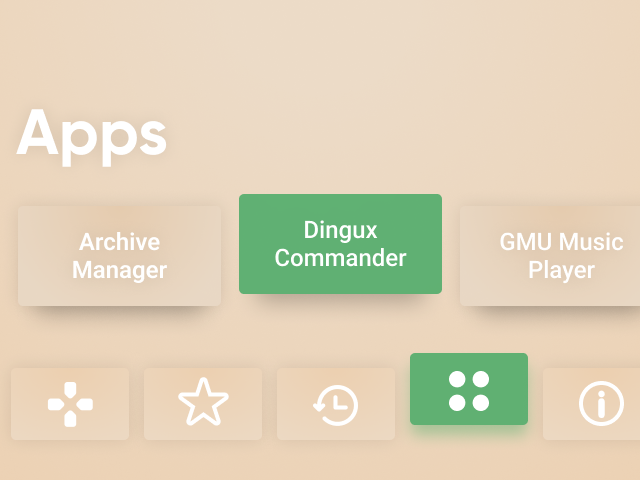 Apps
Archive
Manager
Dingux
Commander
GMU Music
Player